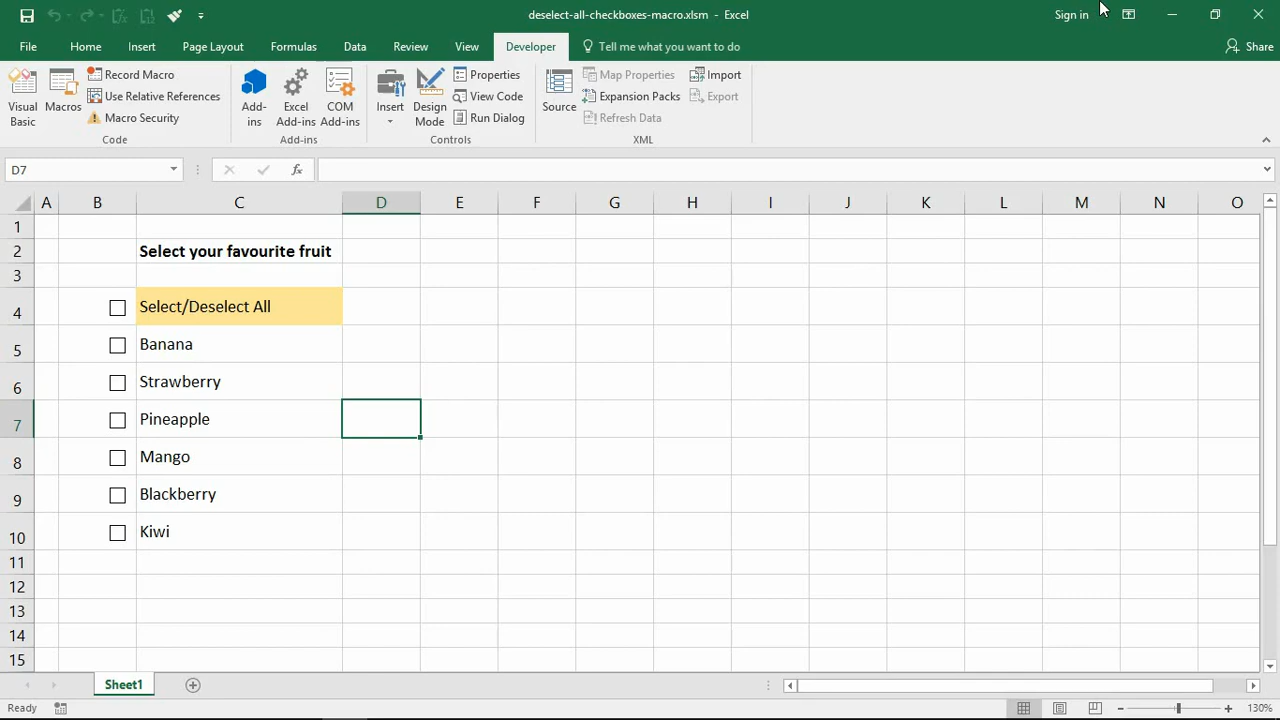 deselect-all-checkboxes-macro.xlsm - Excel
Sign in
File Home Insert Page Layout Formulas Data Review View Developer Tell me what you want to do Share
Visual Basic
Macros
Record Macro
Use Relative References
Macro Security
Code
Add-ins
Excel Add-ins
COM Add-ins
Add-ins
Insert
Design Mode
Properties
View Code
Run Dialog
Controls
Source
Map Properties
Expansion Packs
Refresh Data
Import
Export
XML
D7
fx
A B C D E F G H I J K L M N O
1
2 Select your favourite fruit
3
4 Select/Deselect All
5 Banana
6 Strawberry
7 Pineapple
8 Mango
9 Blackberry
10 Kiwi
11
12
13
14
15
Sheet1
Ready
130%